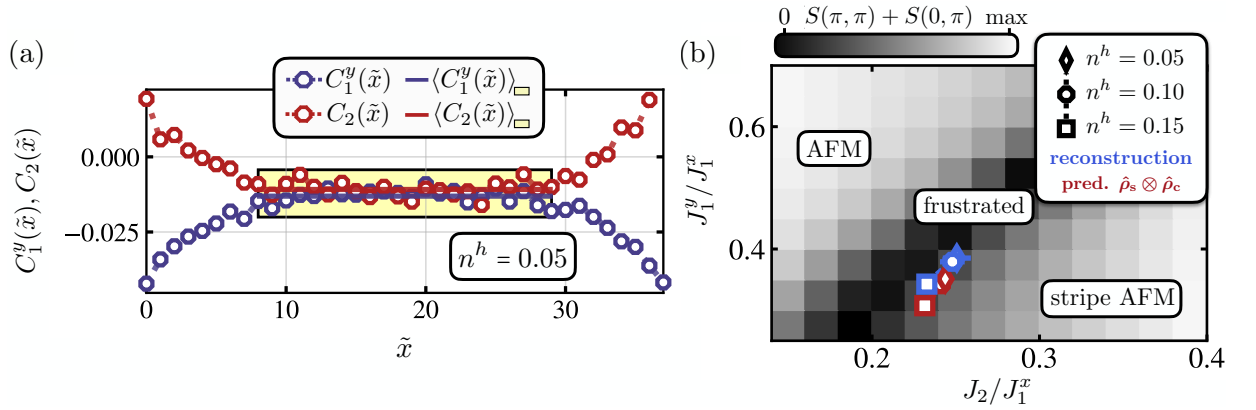 (a)
C_1^y(x̃) ⟨C_1^y(x̃)⟩
C_2(x̃) ⟨C_2(x̃)⟩
C_1^y(x̃), C_2(x̃)
0.000
−0.025
n^h = 0.05
0 10 20 30
x̃
(b)
0 S(π, π) + S(0, π) max
n^h = 0.05
n^h = 0.10
n^h = 0.15
reconstruction
pred. ρ̂_s ⊗ ρ̂_c
AFM
frustrated
stripe AFM
J_1^y/J_1^x
0.6
0.4
0.2 0.3 0.4
J_2/J_1^x